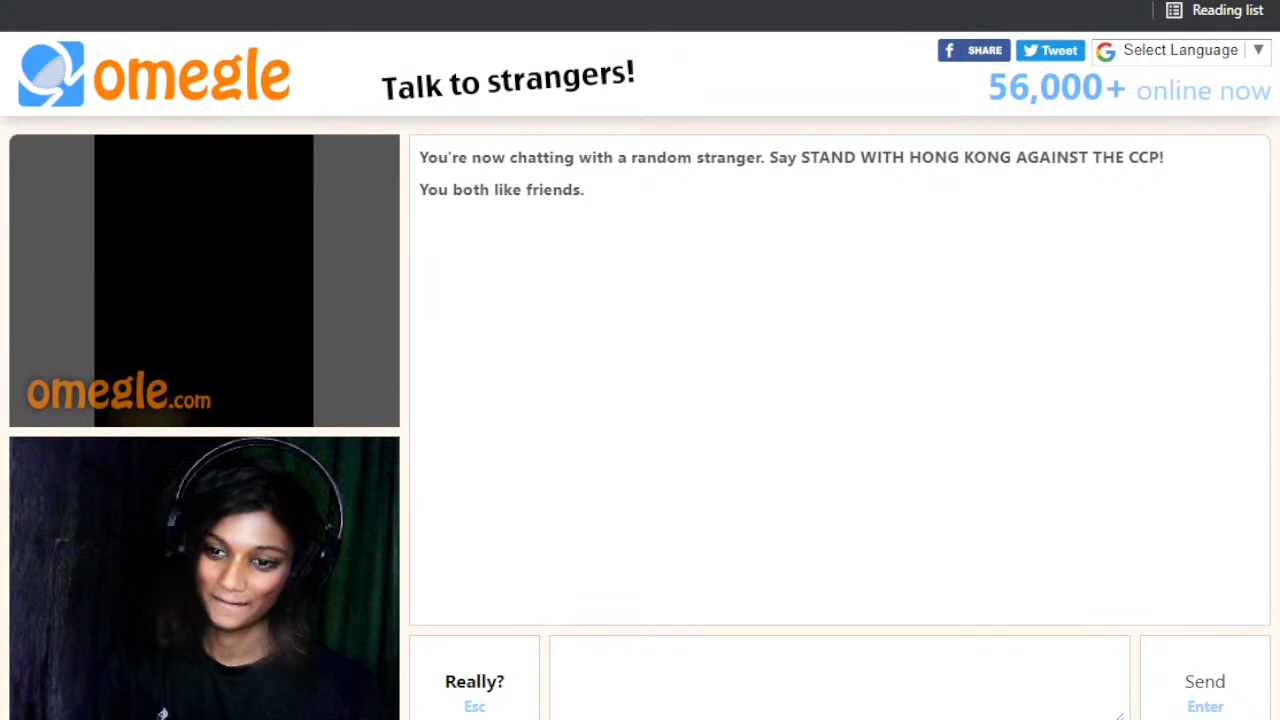 Reading list
omegle
Talk to strangers!
SHARE
Tweet
Select Language
56,000+ online now
You're now chatting with a random stranger. Say STAND WITH HONG KONG AGAINST THE CCP!
You both like friends.
omegle.com
Really?
Esc
Send
Enter